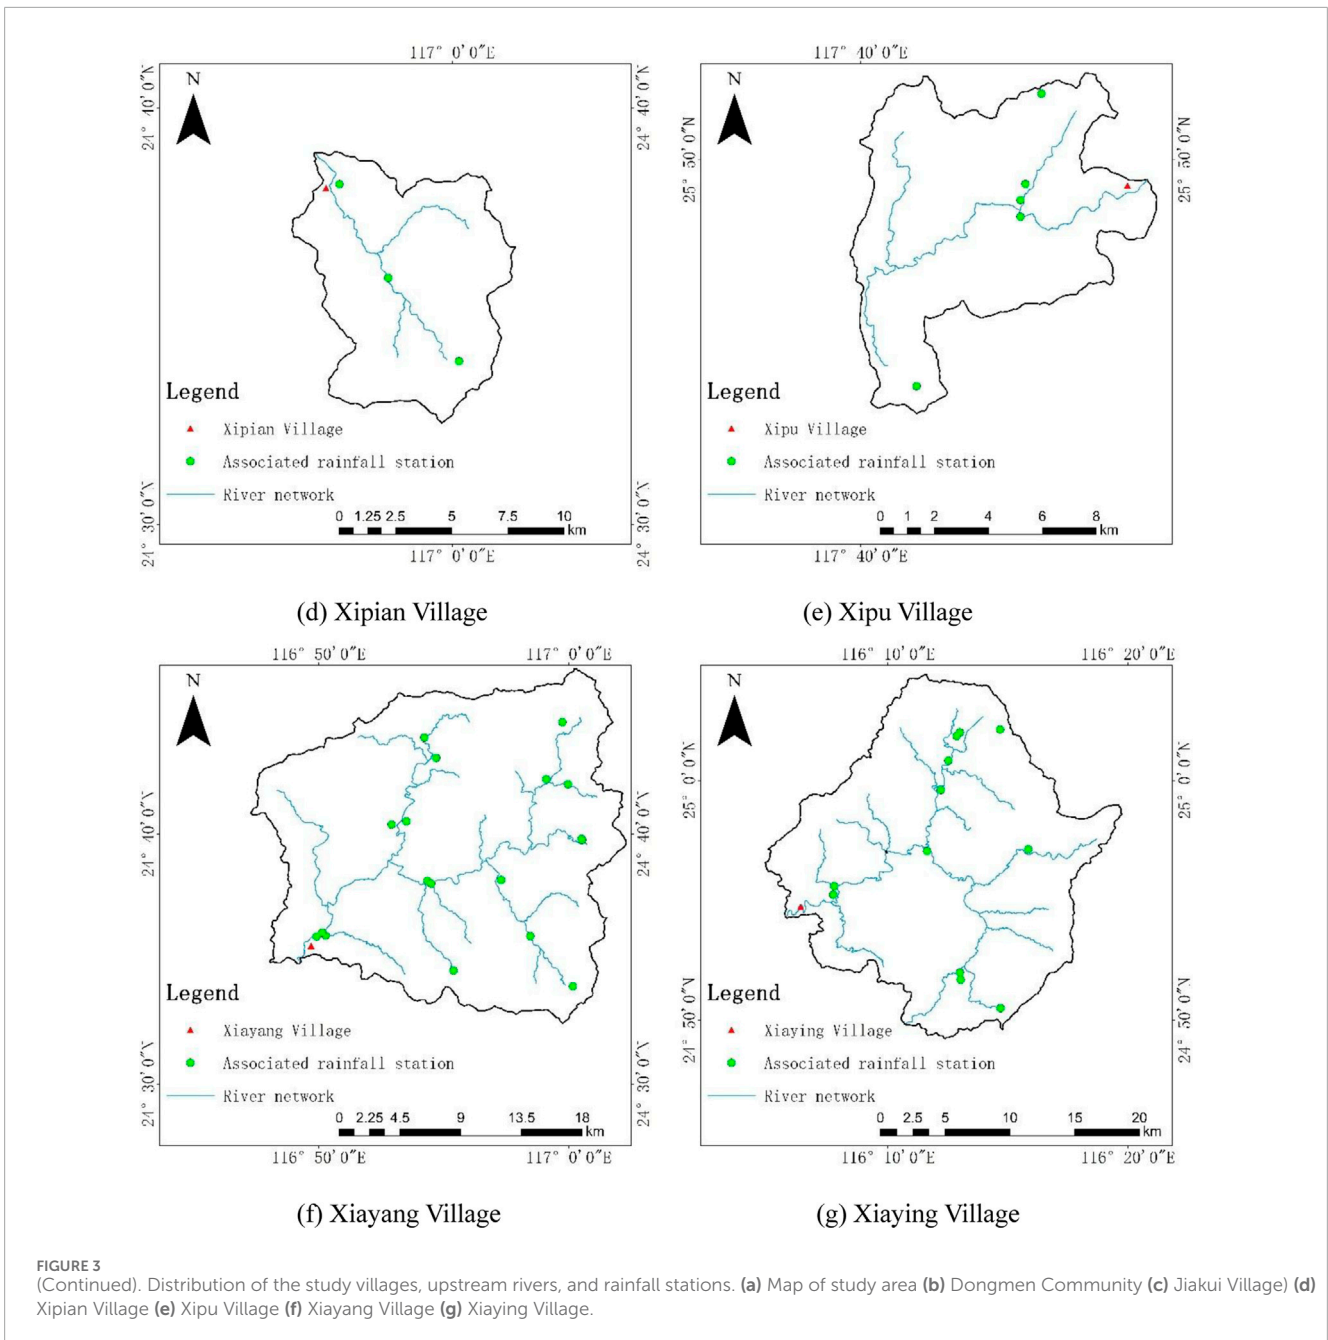 117° 0′0″E
N
24° 40′0″N
24° 40′0″N
Legend
Xipian Village
Associated rainfall station
River network
0 1.25 2.5 5 7.5 10
km
24° 30′0″N
24° 30′0″N
117° 0′0″E
(d) Xipian Village
117° 40′0″E
N
25° 30′0″N
25° 30′0″N
Legend
Xipu Village
Associated rainfall station
River network
0 1 2 4 6 8
km
117° 40′0″E
(e) Xipu Village
116° 50′0″E 117° 0′0″E
N
24° 40′0″N
24° 40′0″N
Legend
Xiayang Village
Associated rainfall station
River network
0 2.25 4.5 9 13.5 18
km
24° 30′0″N
24° 30′0″N
116° 50′0″E 117° 0′0″E
(f) Xiayang Village
116° 10′0″E 116° 20′0″E
N
25° 0′0″N
25° 0′0″N
Legend
Xiaying Village
Associated rainfall station
River network
0 2.5 5 10 15 20
km
24° 50′0″N
24° 50′0″N
116° 10′0″E 116° 20′0″E
(g) Xiaying Village
FIGURE 3
(Continued). Distribution of the study villages, upstream rivers, and rainfall stations. (a) Map of study area (b) Dongmen Community (c) Jiakui Village) (d)
Xipian Village (e) Xipu Village (f) Xiayang Village (g) Xiaying Village.